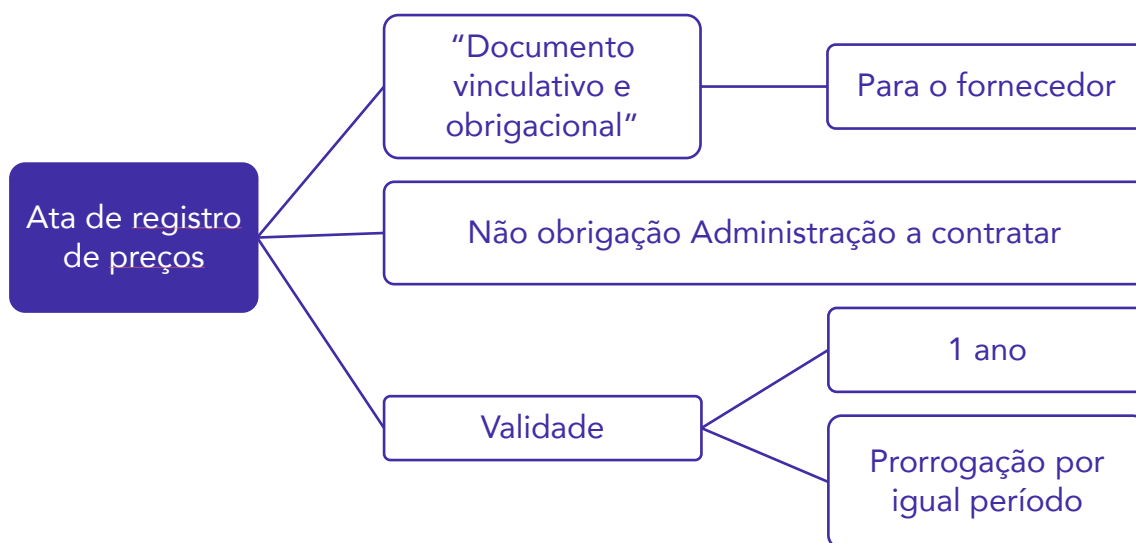 “Documento
vinculativo e
obrigacional”
Para o fornecedor
Ata de registro
de preços
Não obrigação Administração a contratar
1 ano
Validade
Prorrogação por
igual período